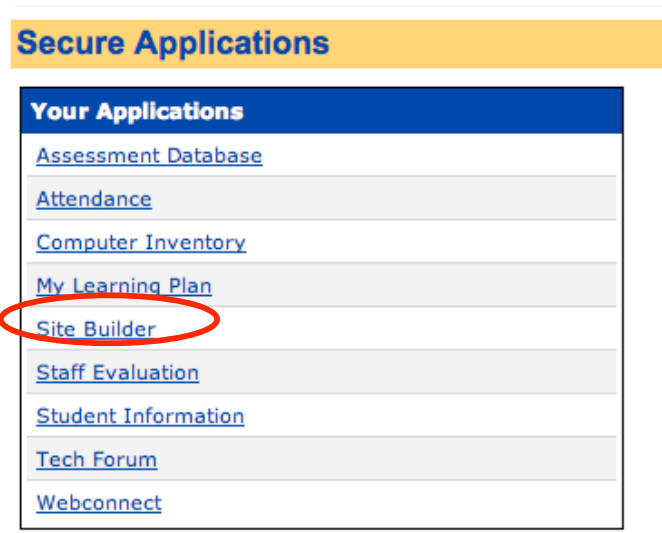 Secure Applications
Your Applications
Assessment Database
Attendance
Computer Inventory
My Learning Plan
Site Builder
Staff Evaluation
Student Information
Tech Forum
Webconnect